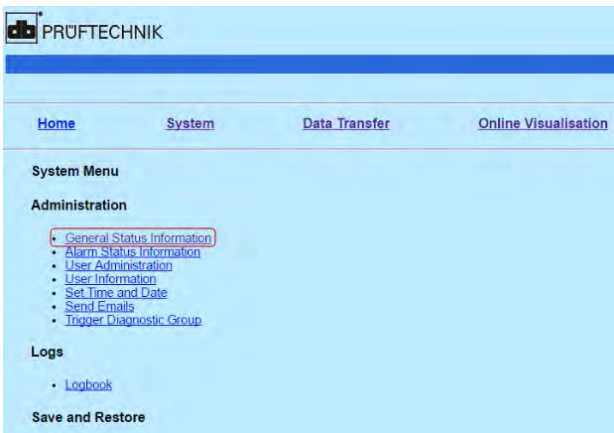 db PRÜFTECHNIK
Home System Data Transfer Online Visualisation
System Menu
Administration
General Status Information
Alarm Status Information
User Administration
User Information
Set Time and Date
Send Emails
Trigger Diagnostic Group
Logs
Logbook
Save and Restore